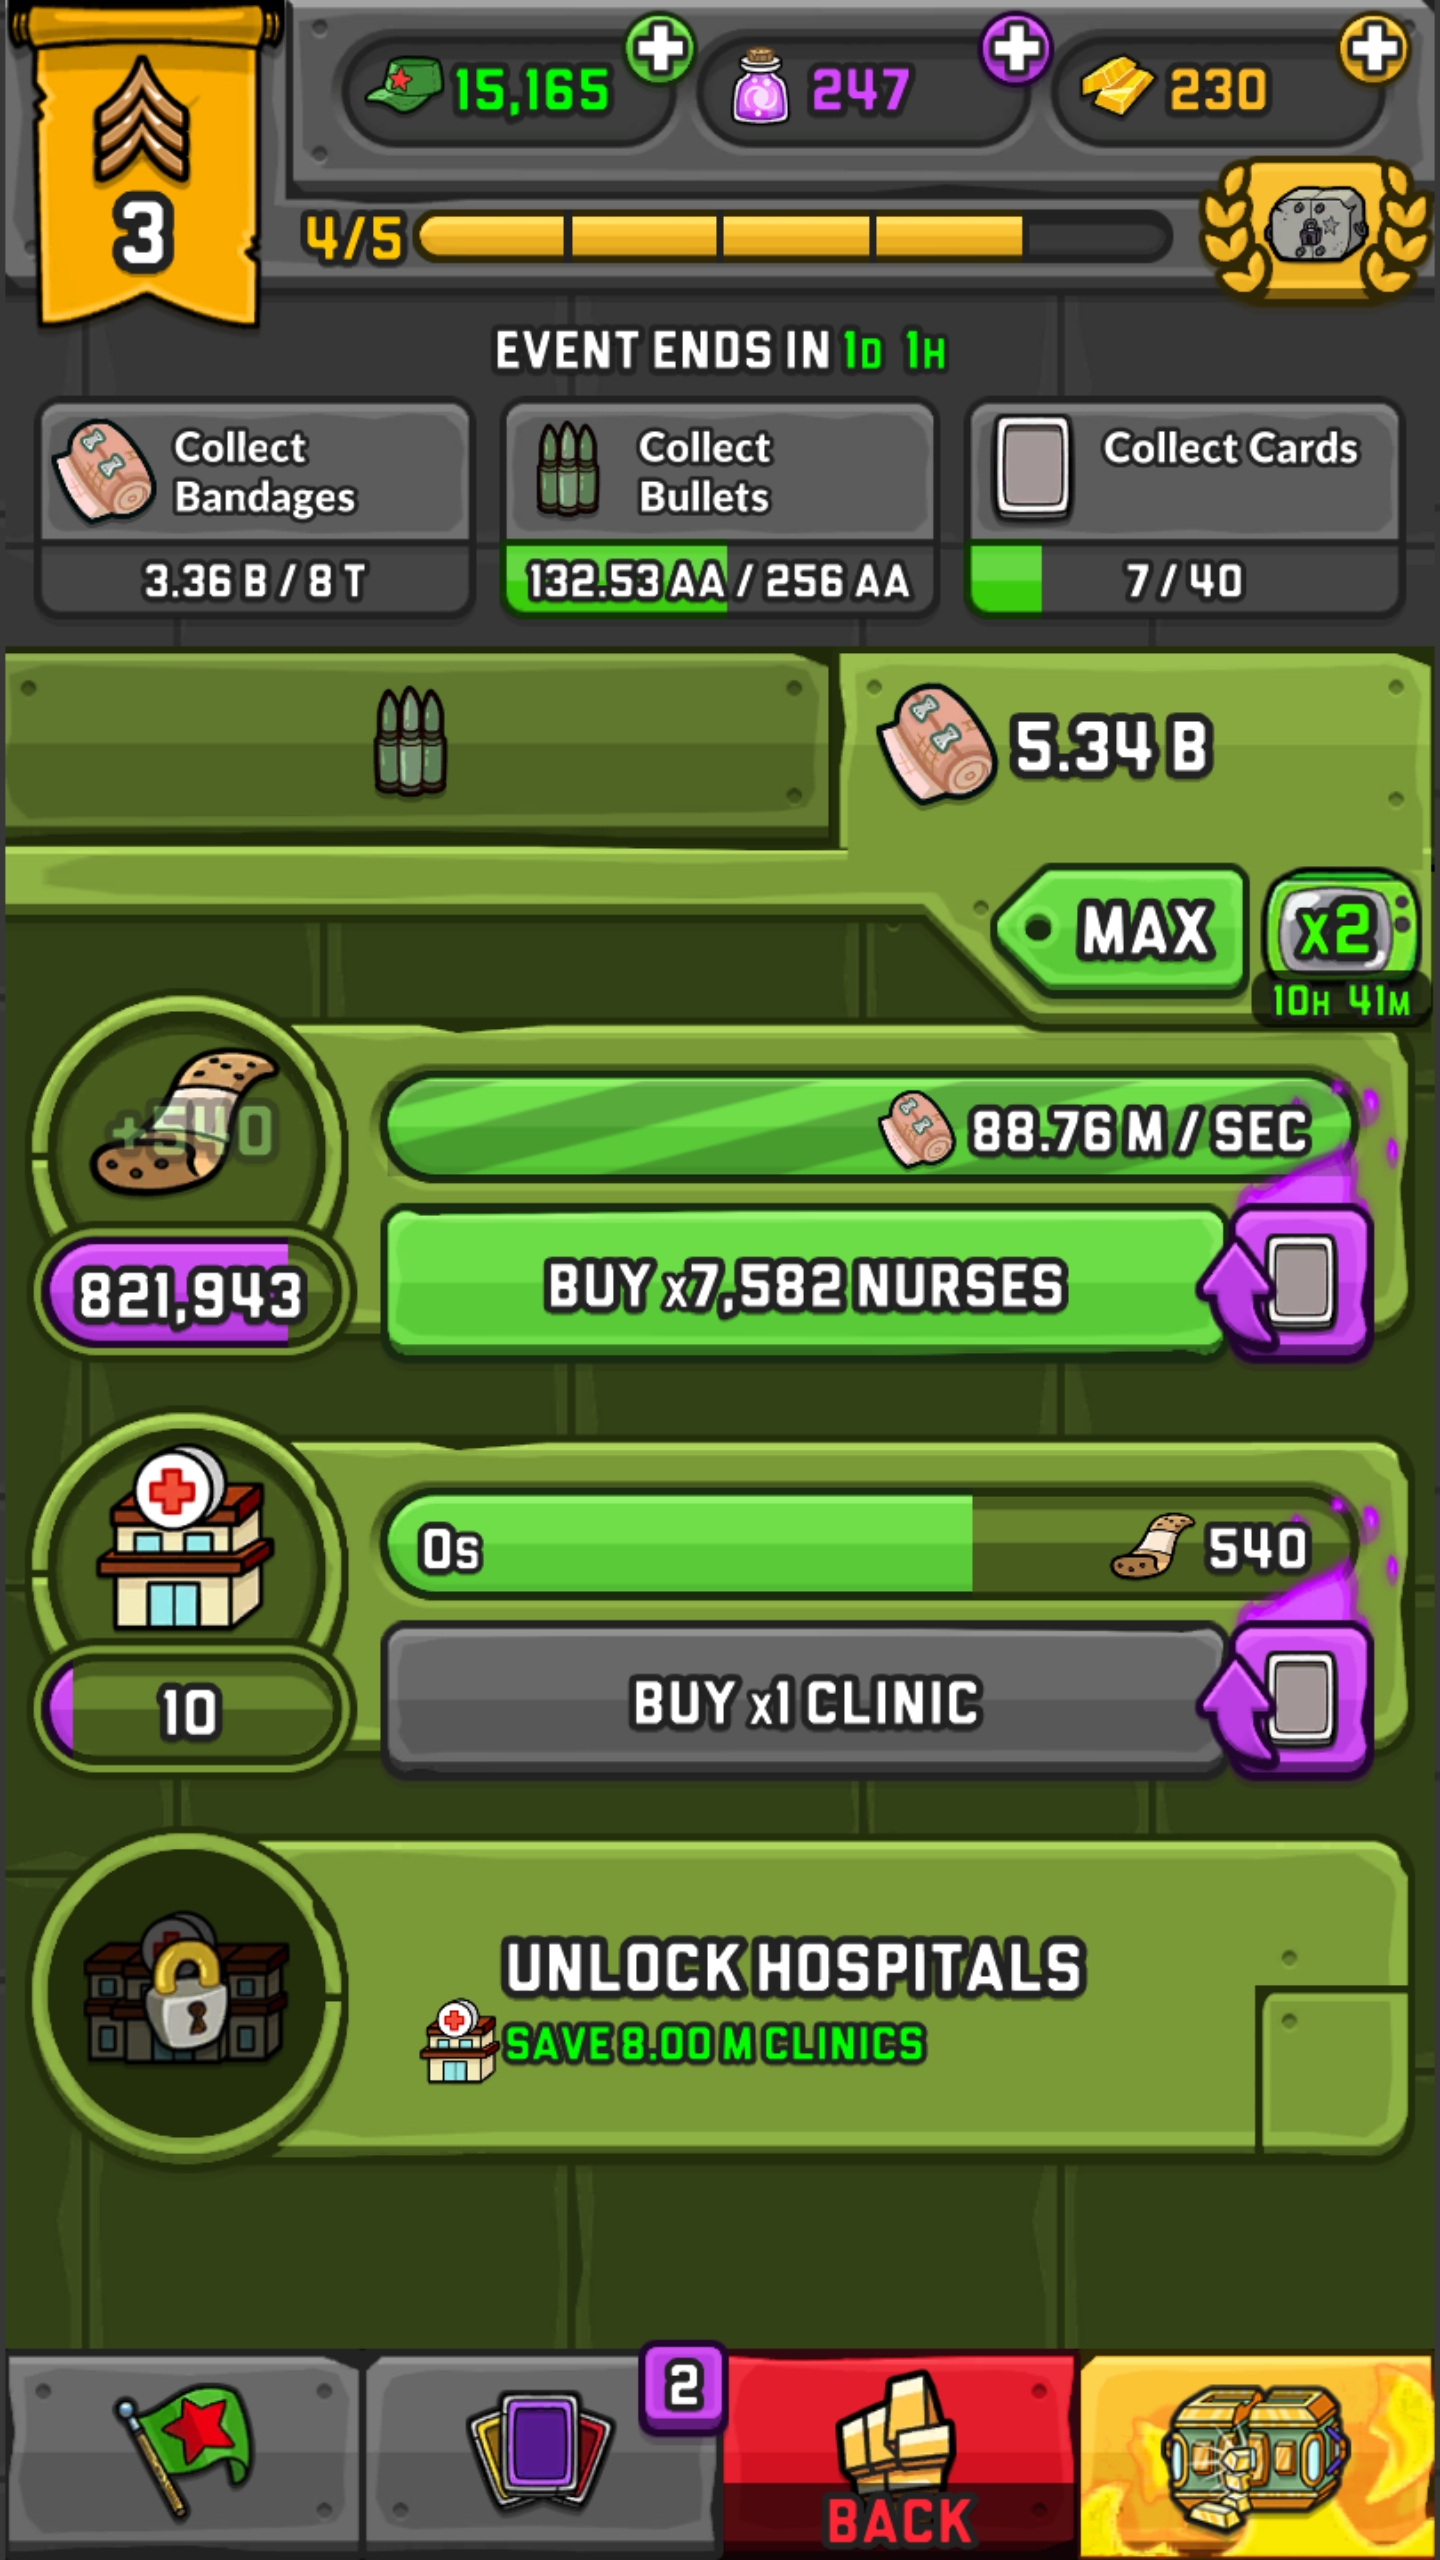 15,165
247
230
3
4/5
EVENT ENDS IN 1D 1H
Collect
Bandages
3.36 B / 8 T
Collect
Bullets
132.53 AA / 256 AA
Collect Cards
7 / 40
5.34 B
MAX
x2
10H 41M
+540
88.76 M / SEC
821,943
BUY x7,582 NURSES
0s
540
10
BUY x1 CLINIC
UNLOCK HOSPITALS
SAVE 8.00 M CLINICS
2
BACK